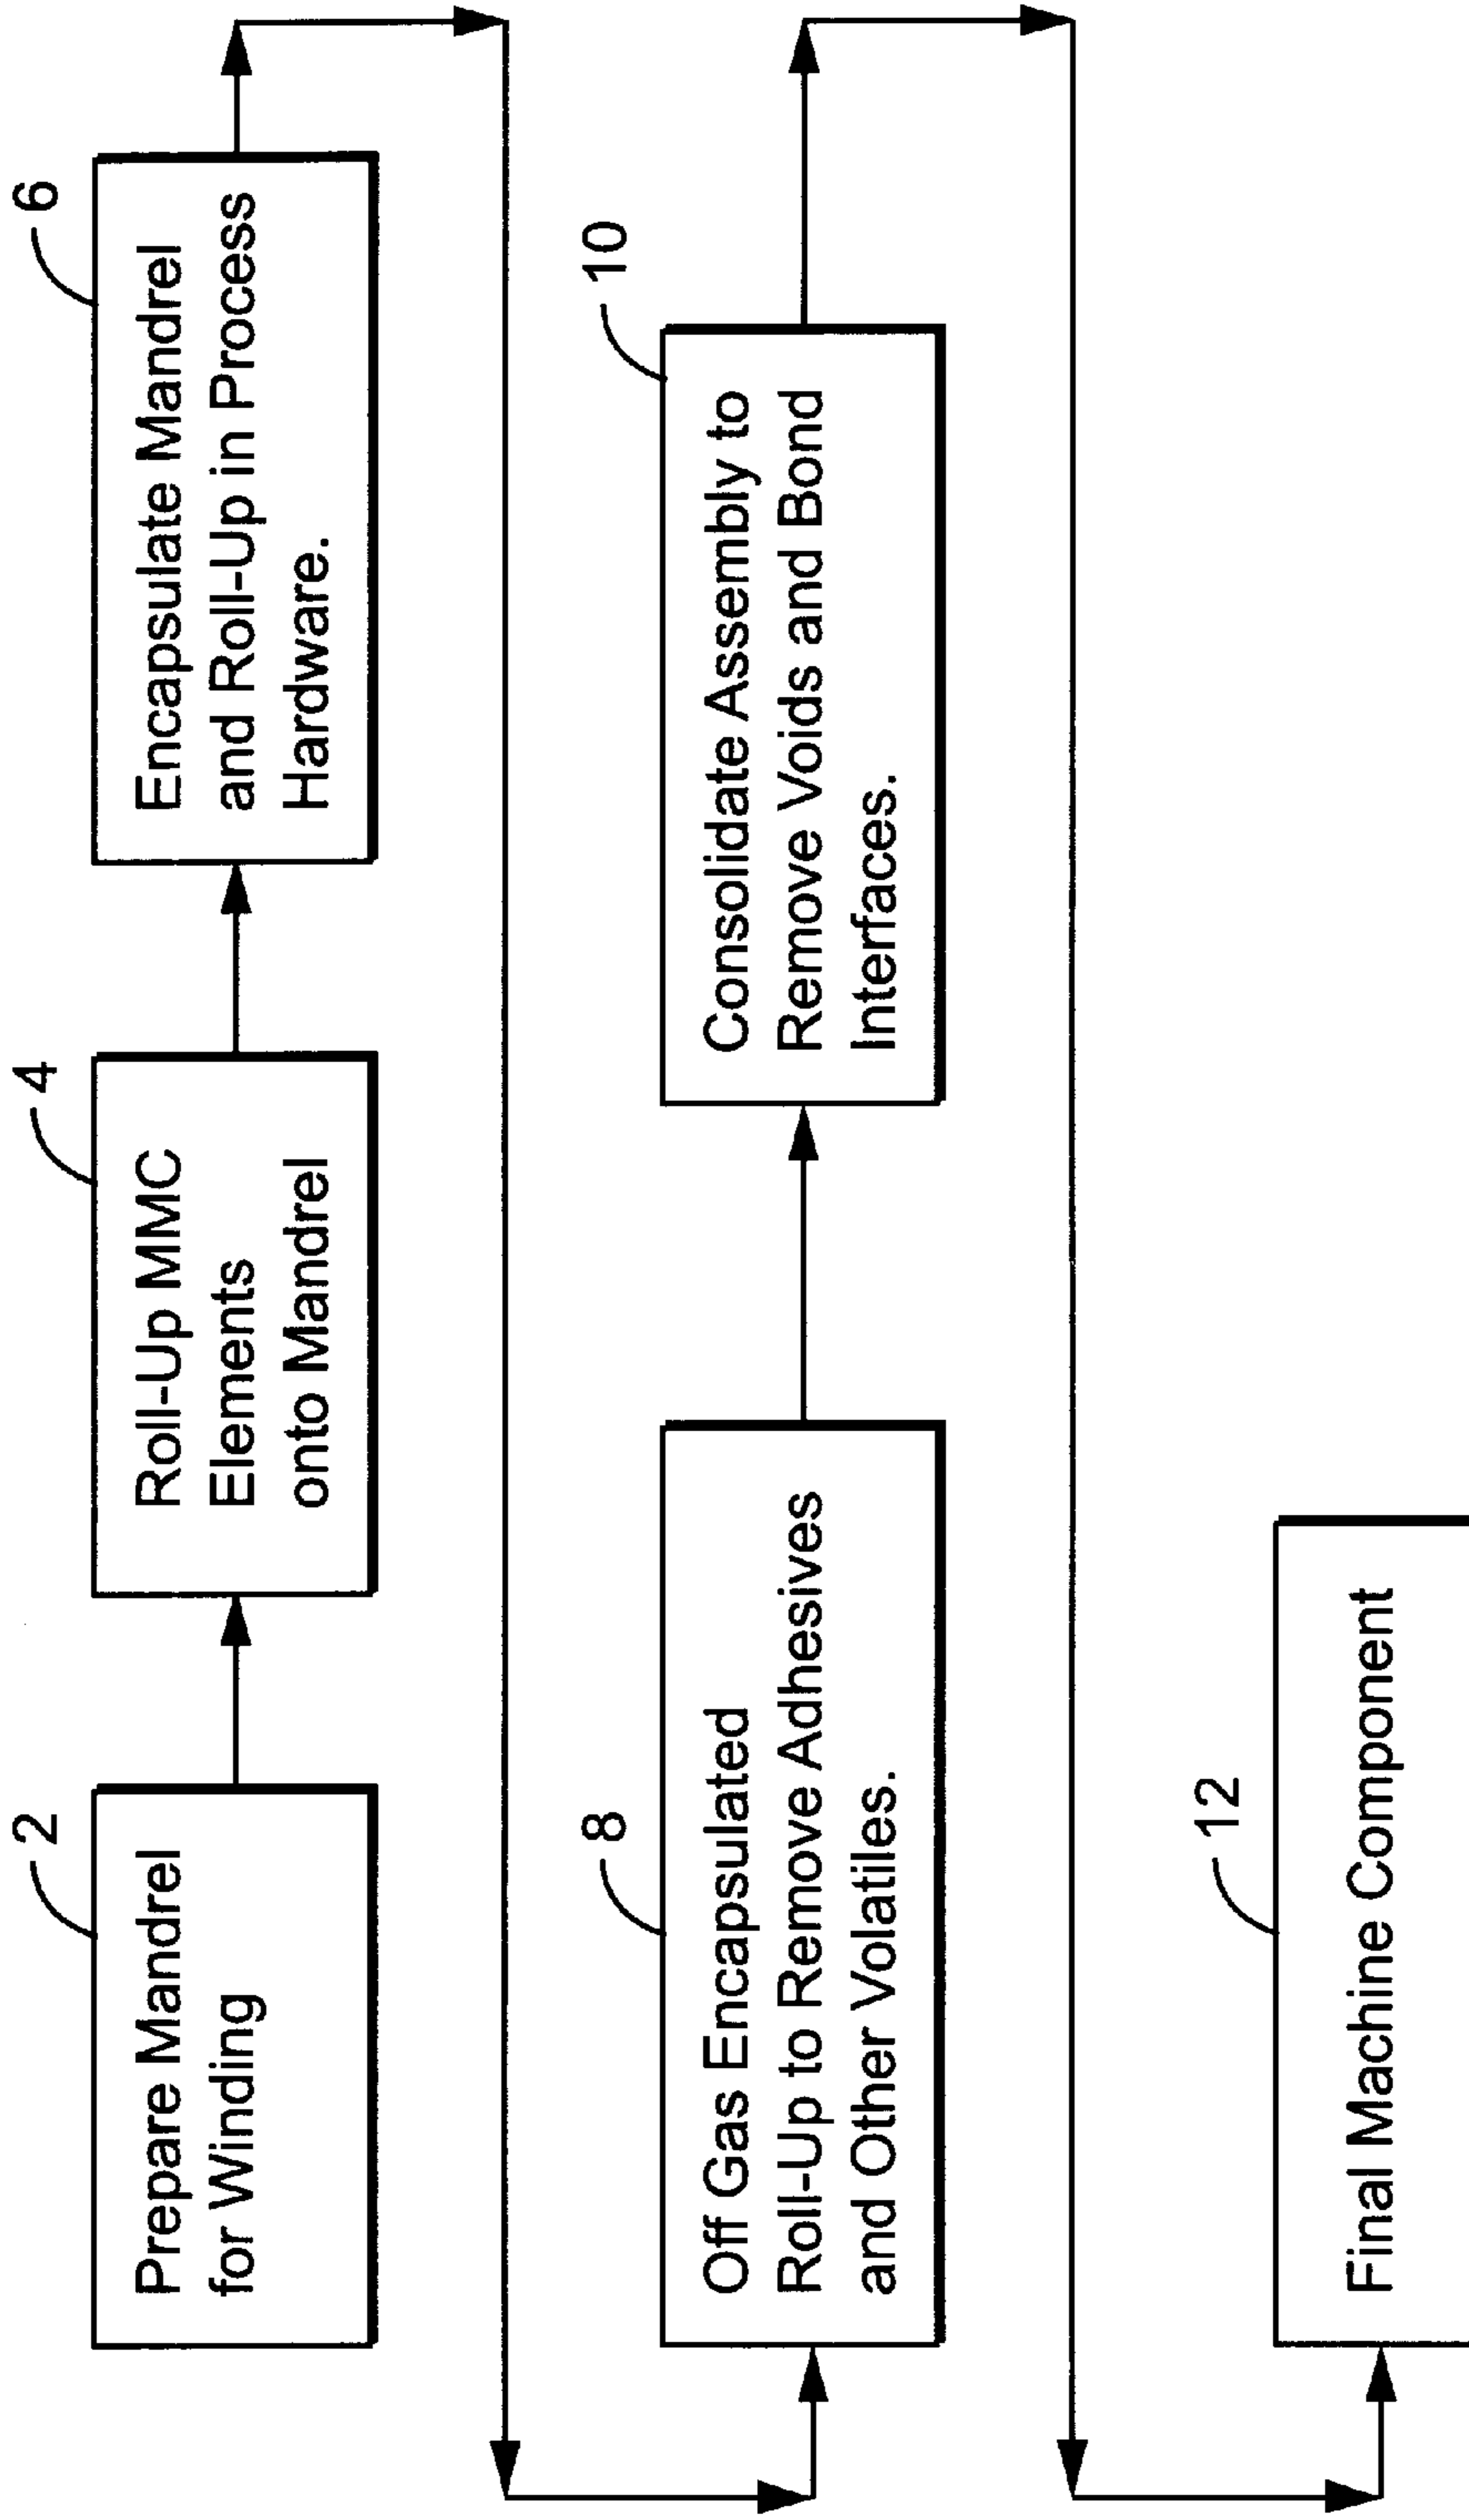 2
Prepare Mandrel
for Winding
4
Roll-Up MMC
Elements
onto Mandrel
6
Encapsulate Mandrel
and Roll-Up in Process
Hardware.
8
Off Gas Encapsulated
Roll-Up to Remove Adhesives
and Other Volatiles.
10
Consolidate Assembly to
Remove Voids and Bond
Interfaces.
12
Final Machine Component